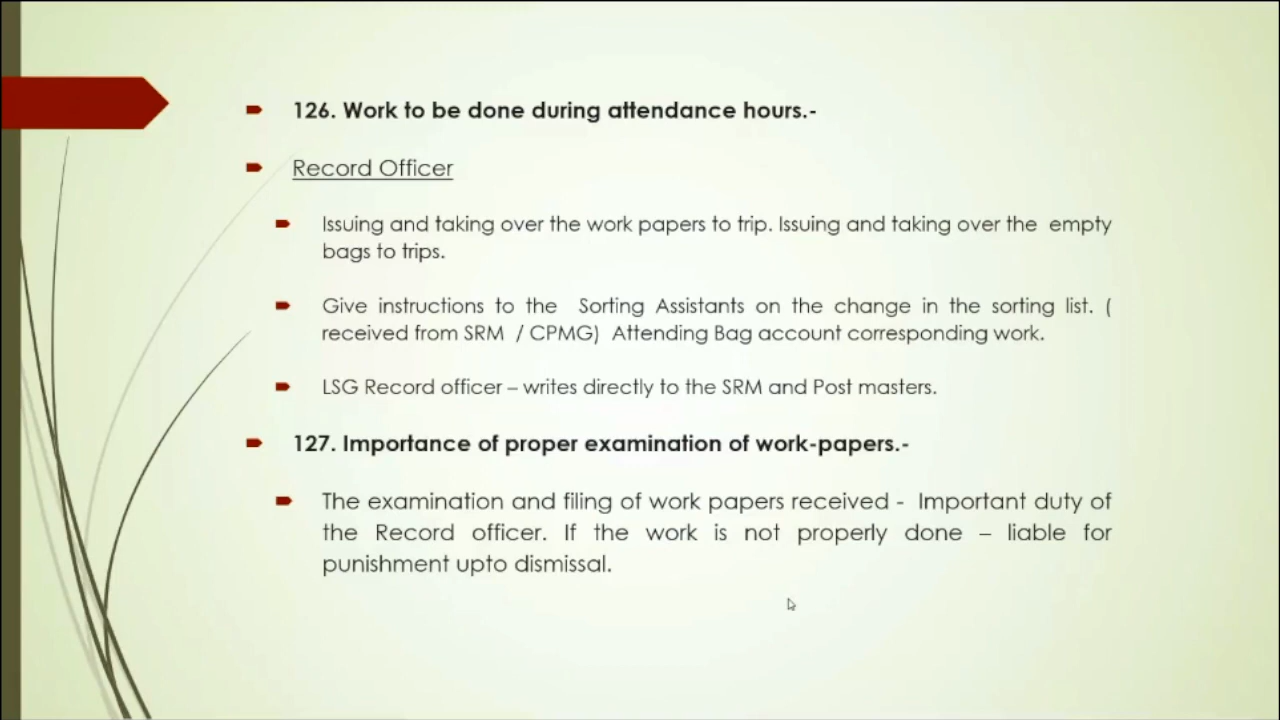 126. Work to be done during attendance hours.-
Record Officer
Issuing and taking over the work papers to trip. Issuing and taking over the empty
bags to trips.
Give instructions to the Sorting Assistants on the change in the sorting list. (
received from SRM / CPMG) Attending Bag account corresponding work.
LSG Record officer – writes directly to the SRM and Post masters.
127. Importance of proper examination of work-papers.-
The examination and filing of work papers received - Important duty of
the Record officer. If the work is not properly done – liable for
punishment upto dismissal.